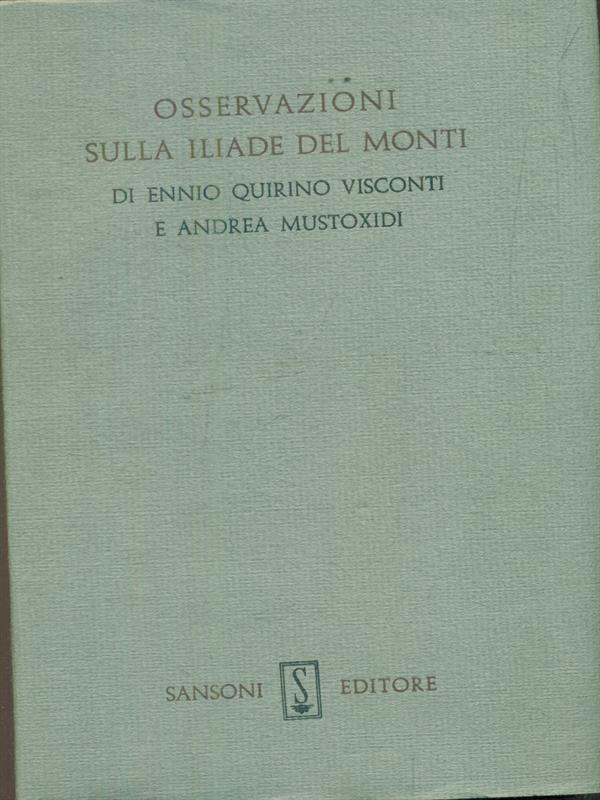 OSSERVAZIONI
SULLA ILIADE DEL MONTI
DI ENNIO QUIRINO VISCONTI
E ANDREA MUSTOXIDI
SANSONI S EDITORE